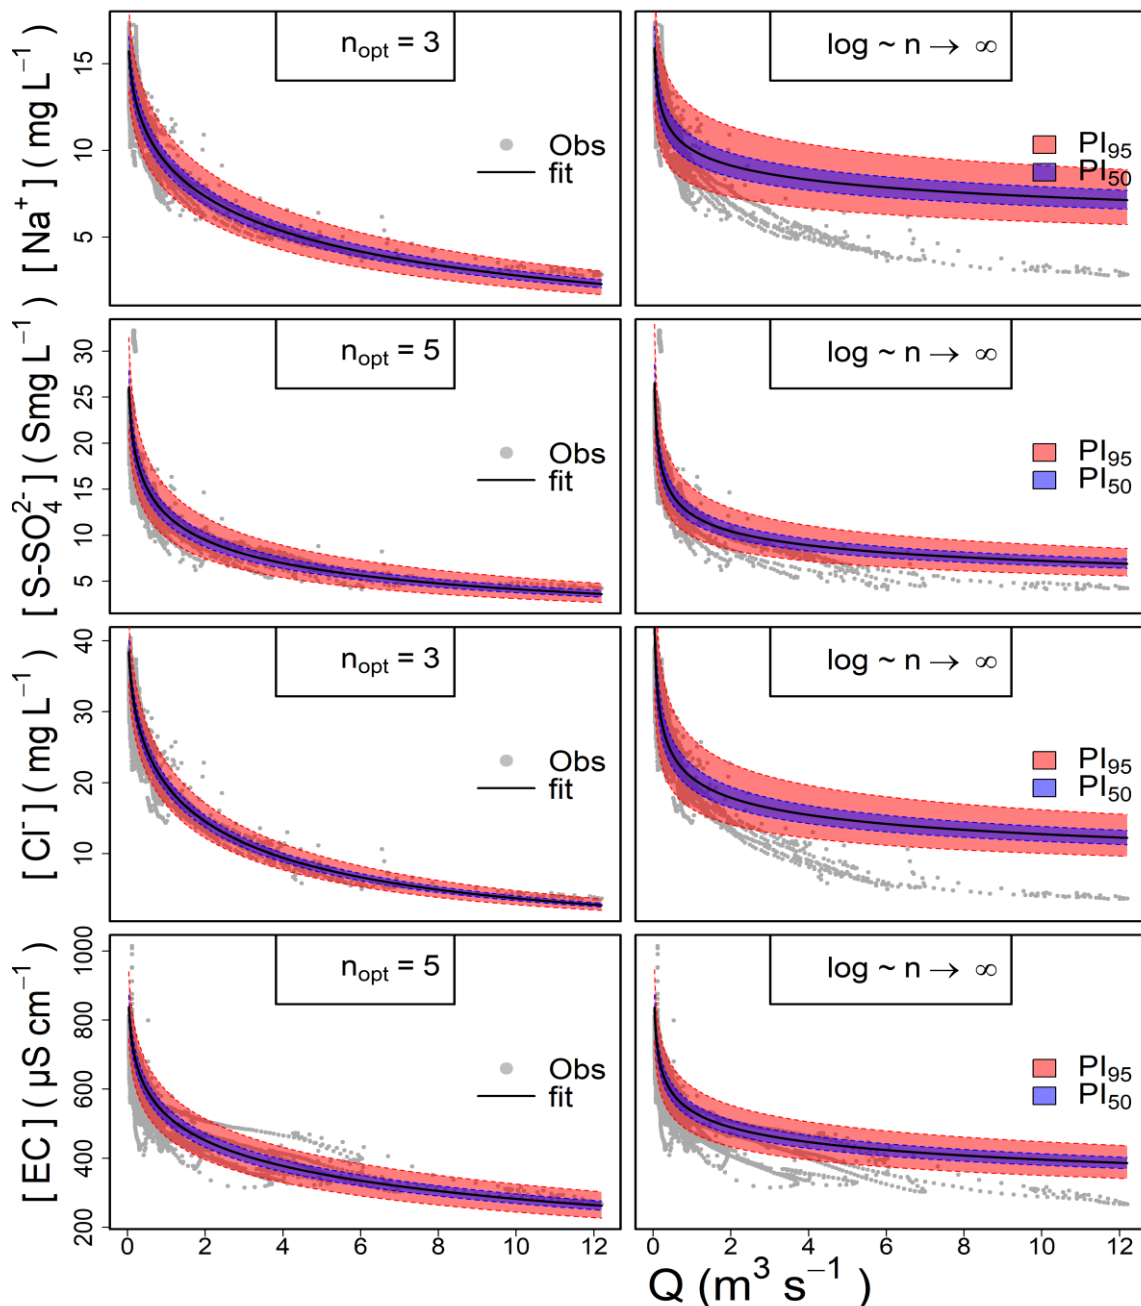 [ Na⁺] ( mg L⁻¹)
15
10
5
n_opt = 3
Obs
fit
log ~ n → ∞
PI₉₅
PI₅₀
[ S-SO₄²⁻] ( Smg L⁻¹)
30
25
20
15
10
5
n_opt = 5
Obs
fit
log ~ n → ∞
PI₉₅
PI₅₀
[ Cl⁻] ( mg L⁻¹)
40
30
20
10
n_opt = 3
Obs
fit
log ~ n → ∞
PI₉₅
PI₅₀
[ EC] ( µS cm⁻¹)
1000
800
600
400
200
n_opt = 5
Obs
fit
log ~ n → ∞
PI₉₅
PI₅₀
0 2 4 6 8 10 12
0 2 4 6 8 10 12
Q (m³ s⁻¹)